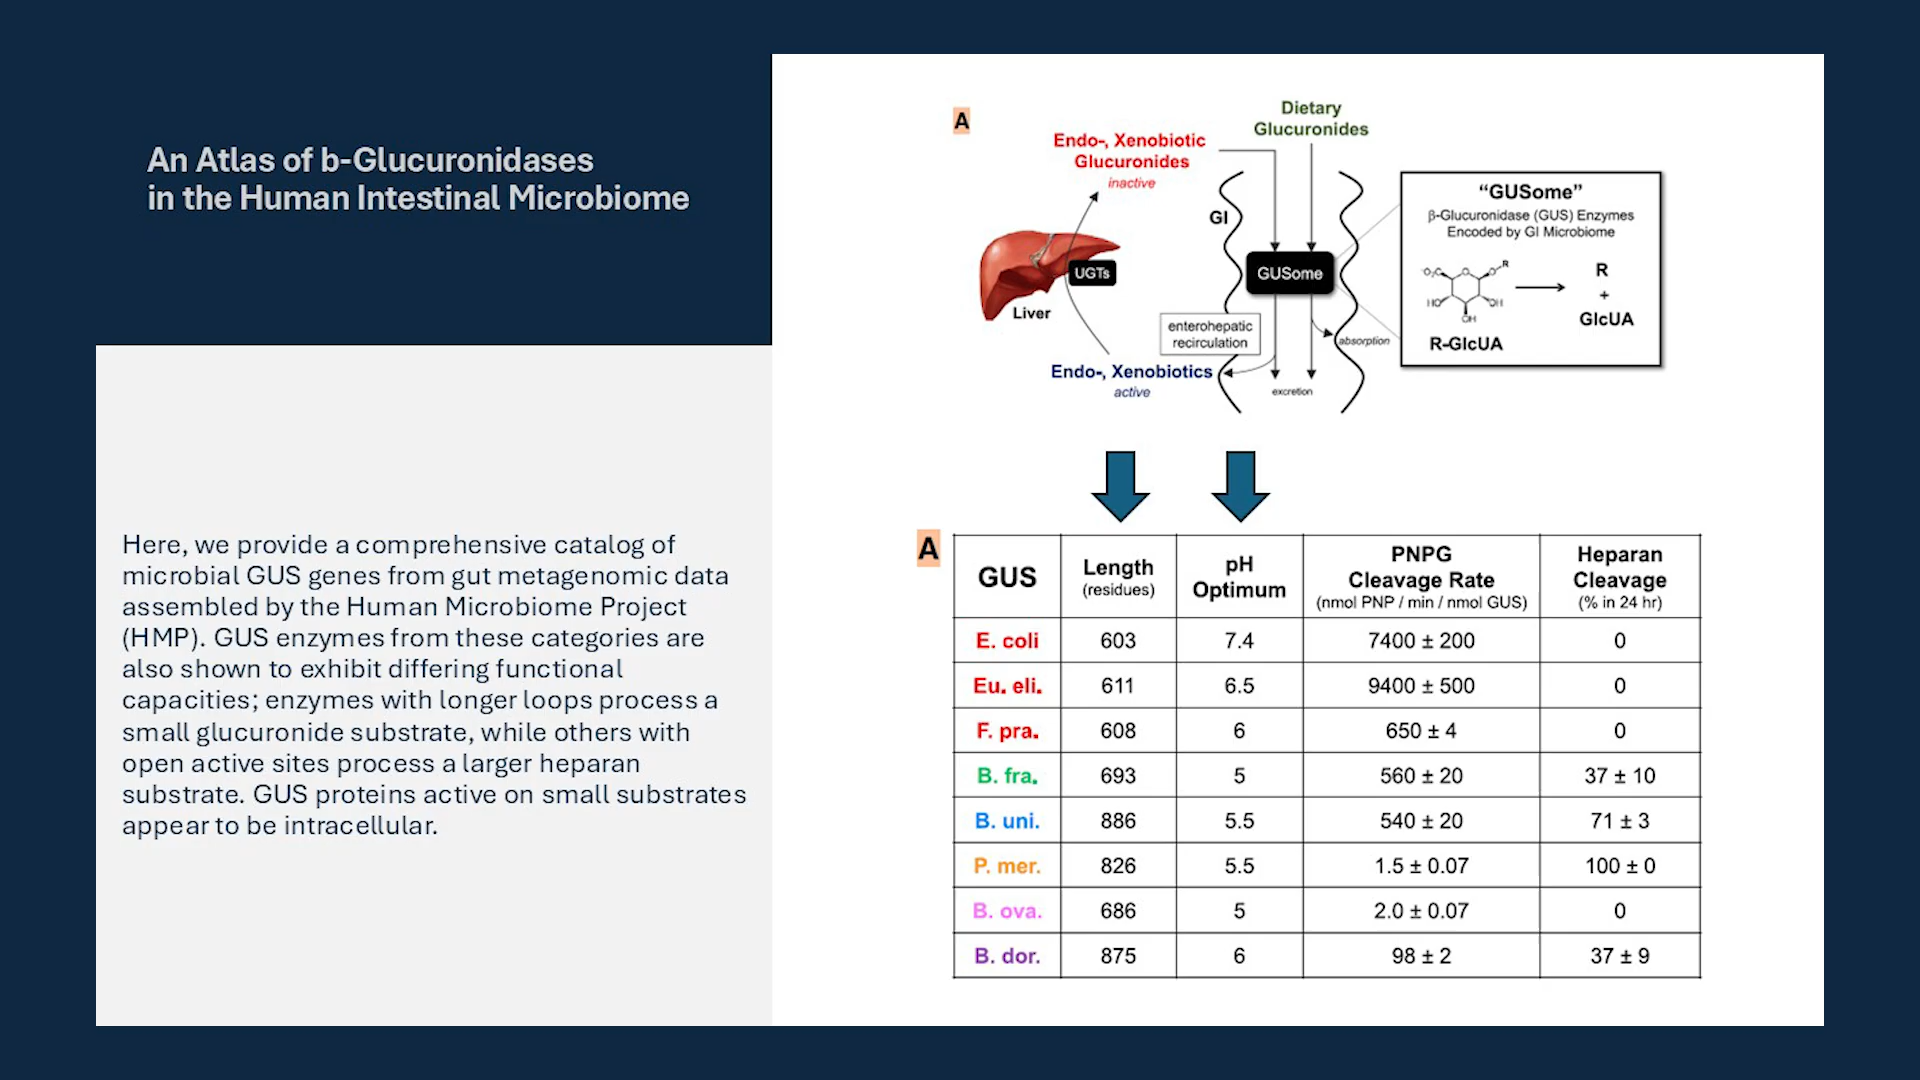 An Atlas of b-Glucuronidases
in the Human Intestinal Microbiome
Here, we provide a comprehensive catalog of
microbial GUS genes from gut metagenomic data
assembled by the Human Microbiome Project
(HMP). GUS enzymes from these categories are
also shown to exhibit differing functional
capacities; enzymes with longer loops process a
small glucuronide substrate, while others with
open active sites process a larger heparan
substrate. GUS proteins active on small substrates
appear to be intracellular.
A
Dietary
Glucuronides
Endo-, Xenobiotic
Glucuronides
inactive
GI
UGTs
Liver
GUSome
enterohepatic
recirculation
absorption
Endo-, Xenobiotics
active
excretion
“GUSome”
β-Glucuronidase (GUS) Enzymes
Encoded by GI Microbiome
⁻O₂C O O R
HO OH
OH
R-GlcUA
R
+
GlcUA
A
GUS Length (residues) pH Optimum PNPG Cleavage Rate (nmol PNP / min / nmol GUS) Heparan Cleavage (% in 24 hr)
E. coli 603 7.4 7400 ± 200 0
Eu. eli. 611 6.5 9400 ± 500 0
F. pra. 608 6 650 ± 4 0
B. fra. 693 5 560 ± 20 37 ± 10
B. uni. 886 5.5 540 ± 20 71 ± 3
P. mer. 826 5.5 1.5 ± 0.07 100 ± 0
B. ova. 686 5 2.0 ± 0.07 0
B. dor. 875 6 98 ± 2 37 ± 9